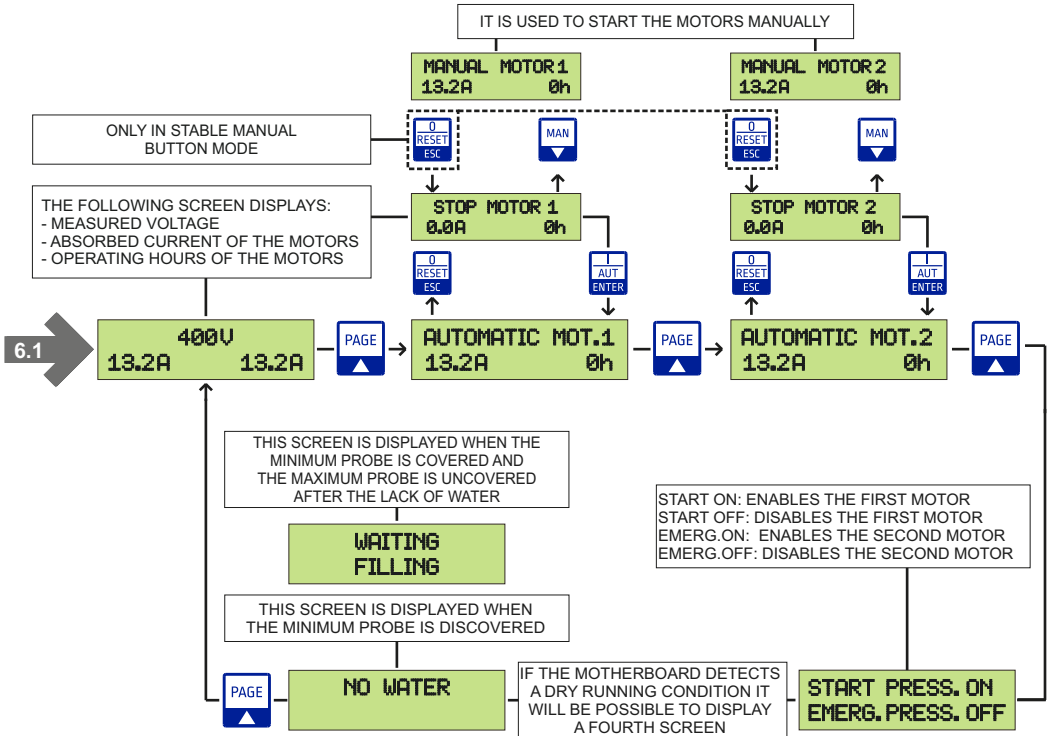 IT IS USED TO START THE MOTORS MANUALLY
MANUAL MOTOR 1
13.2A 0h
MANUAL MOTOR 2
13.2A 0h
ONLY IN STABLE MANUAL
BUTTON MODE
0
RESET
ESC
MAN
0
RESET
ESC
MAN
THE FOLLOWING SCREEN DISPLAYS:
- MEASURED VOLTAGE
- ABSORBED CURRENT OF THE MOTORS
- OPERATING HOURS OF THE MOTORS
STOP MOTOR 1
0.0A 0h
STOP MOTOR 2
0.0A 0h
0
RESET
ESC
I
AUT
ENTER
0
RESET
ESC
I
AUT
ENTER
6.1
400V
13.2A 13.2A
PAGE
AUTOMATIC MOT.1
13.2A 0h
PAGE
AUTOMATIC MOT.2
13.2A 0h
PAGE
THIS SCREEN IS DISPLAYED WHEN THE
MINIMUM PROBE IS COVERED AND
THE MAXIMUM PROBE IS UNCOVERED
AFTER THE LACK OF WATER
WAITING
FILLING
START ON: ENABLES THE FIRST MOTOR
START OFF: DISABLES THE FIRST MOTOR
EMERG.ON: ENABLES THE SECOND MOTOR
EMERG.OFF: DISABLES THE SECOND MOTOR
THIS SCREEN IS DISPLAYED WHEN
THE MINIMUM PROBE IS DISCOVERED
PAGE
NO WATER
IF THE MOTHERBOARD DETECTS
A DRY RUNNING CONDITION IT
WILL BE POSSIBLE TO DISPLAY
A FOURTH SCREEN
START PRESS. ON
EMERG. PRESS. OFF